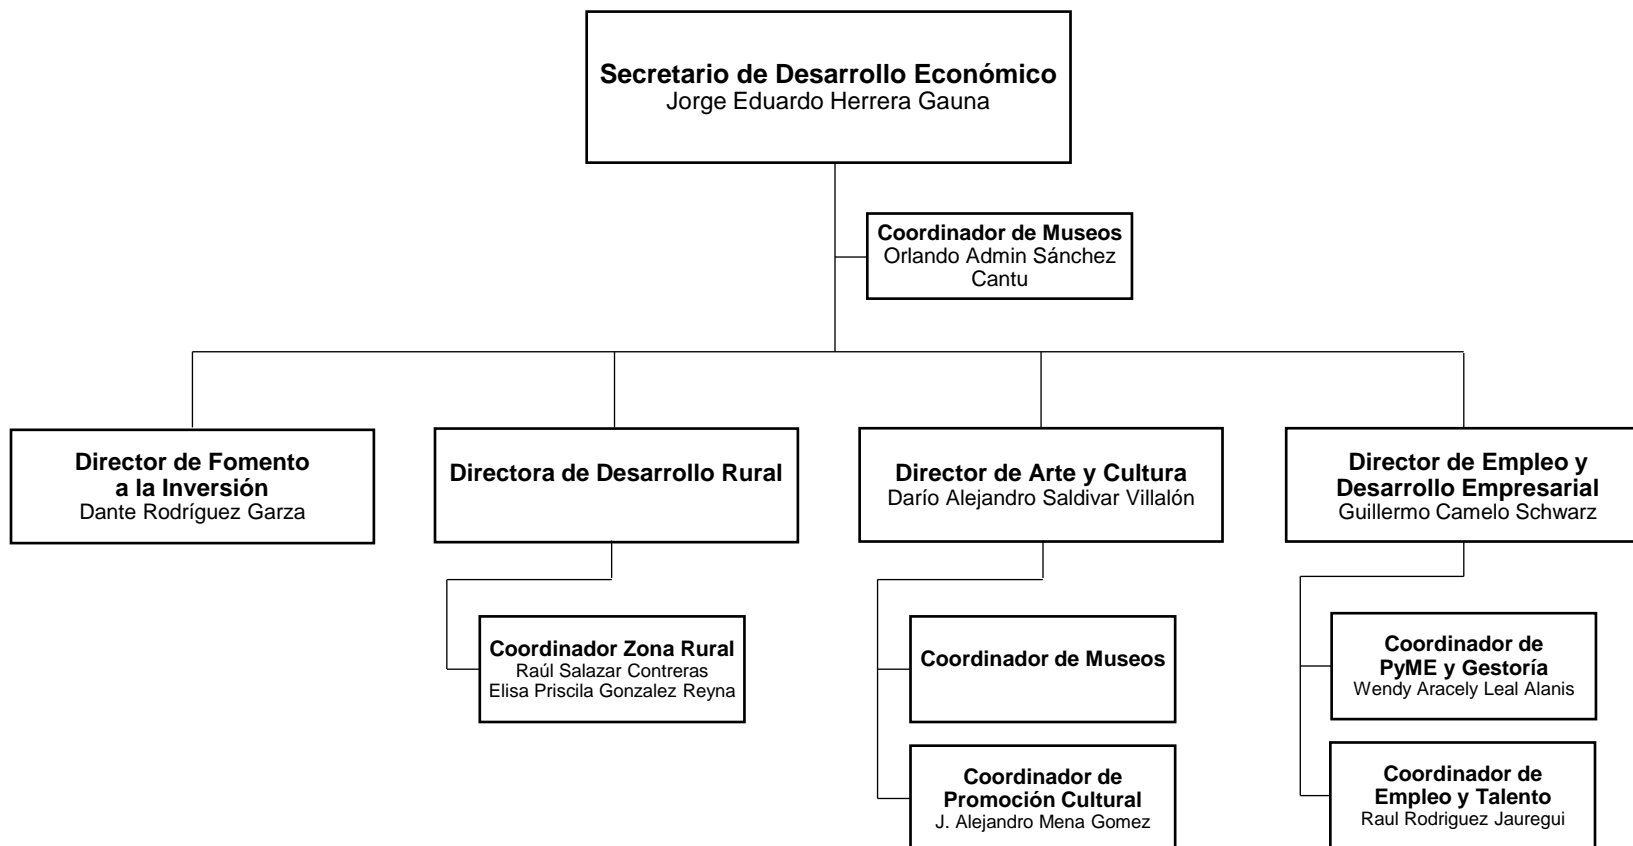 Secretario de Desarrollo Económico
Jorge Eduardo Herrera Gauna
Coordinador de Museos
Orlando Admin Sánchez
Cantu
Director de Fomento
a la Inversión
Dante Rodríguez Garza
Directora de Desarrollo Rural
Director de Arte y Cultura
Darío Alejandro Saldivar Villalón
Director de Empleo y
Desarrollo Empresarial
Guillermo Camelo Schwarz
Coordinador Zona Rural
Raúl Salazar Contreras
Elisa Priscila Gonzalez Reyna
Coordinador de Museos
Coordinador de
Promoción Cultural
J. Alejandro Mena Gomez
Coordinador de
PyME y Gestoría
Wendy Aracely Leal Alanis
Coordinador de
Empleo y Talento
Raul Rodriguez Jauregui